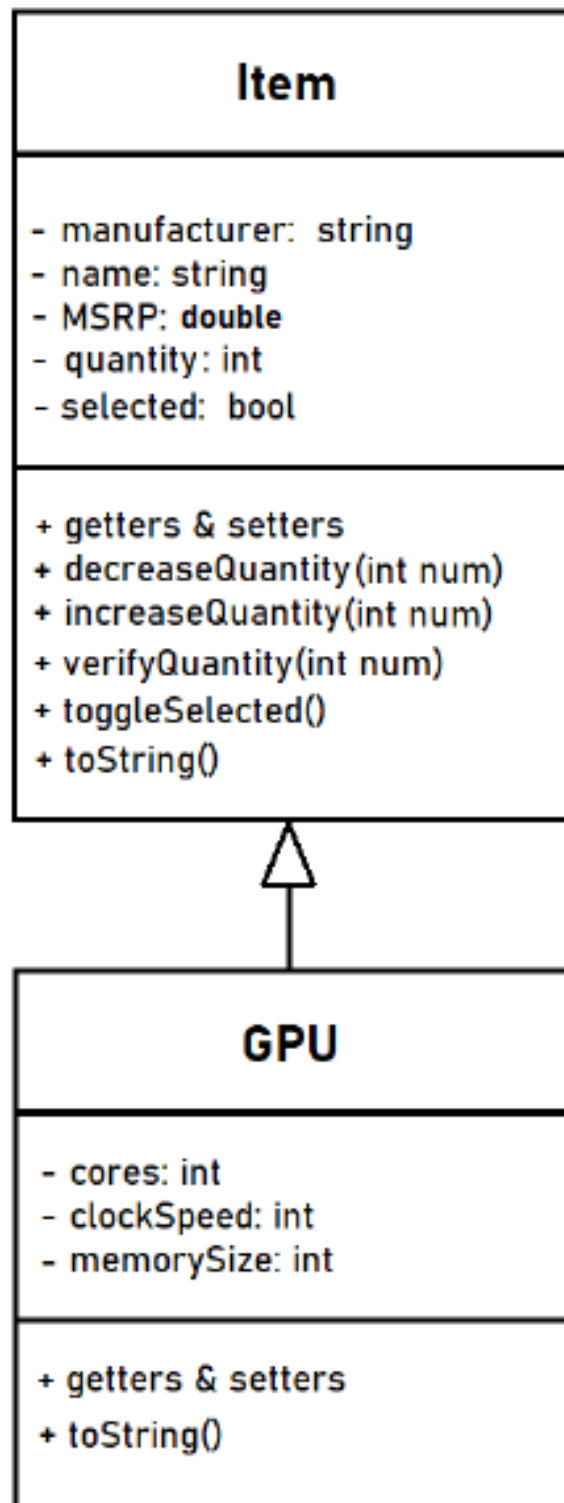 Item
- manufacturer: string
- name: string
- MSRP: double
- quantity: int
- selected: bool
+ getters & setters
+ decreaseQuantity(int num)
+ increaseQuantity(int num)
+ verifyQuantity(int num)
+ toggleSelected()
+ toString()
GPU
- cores: int
- clockSpeed: int
- memorySize: int
+ getters & setters
+ toString()